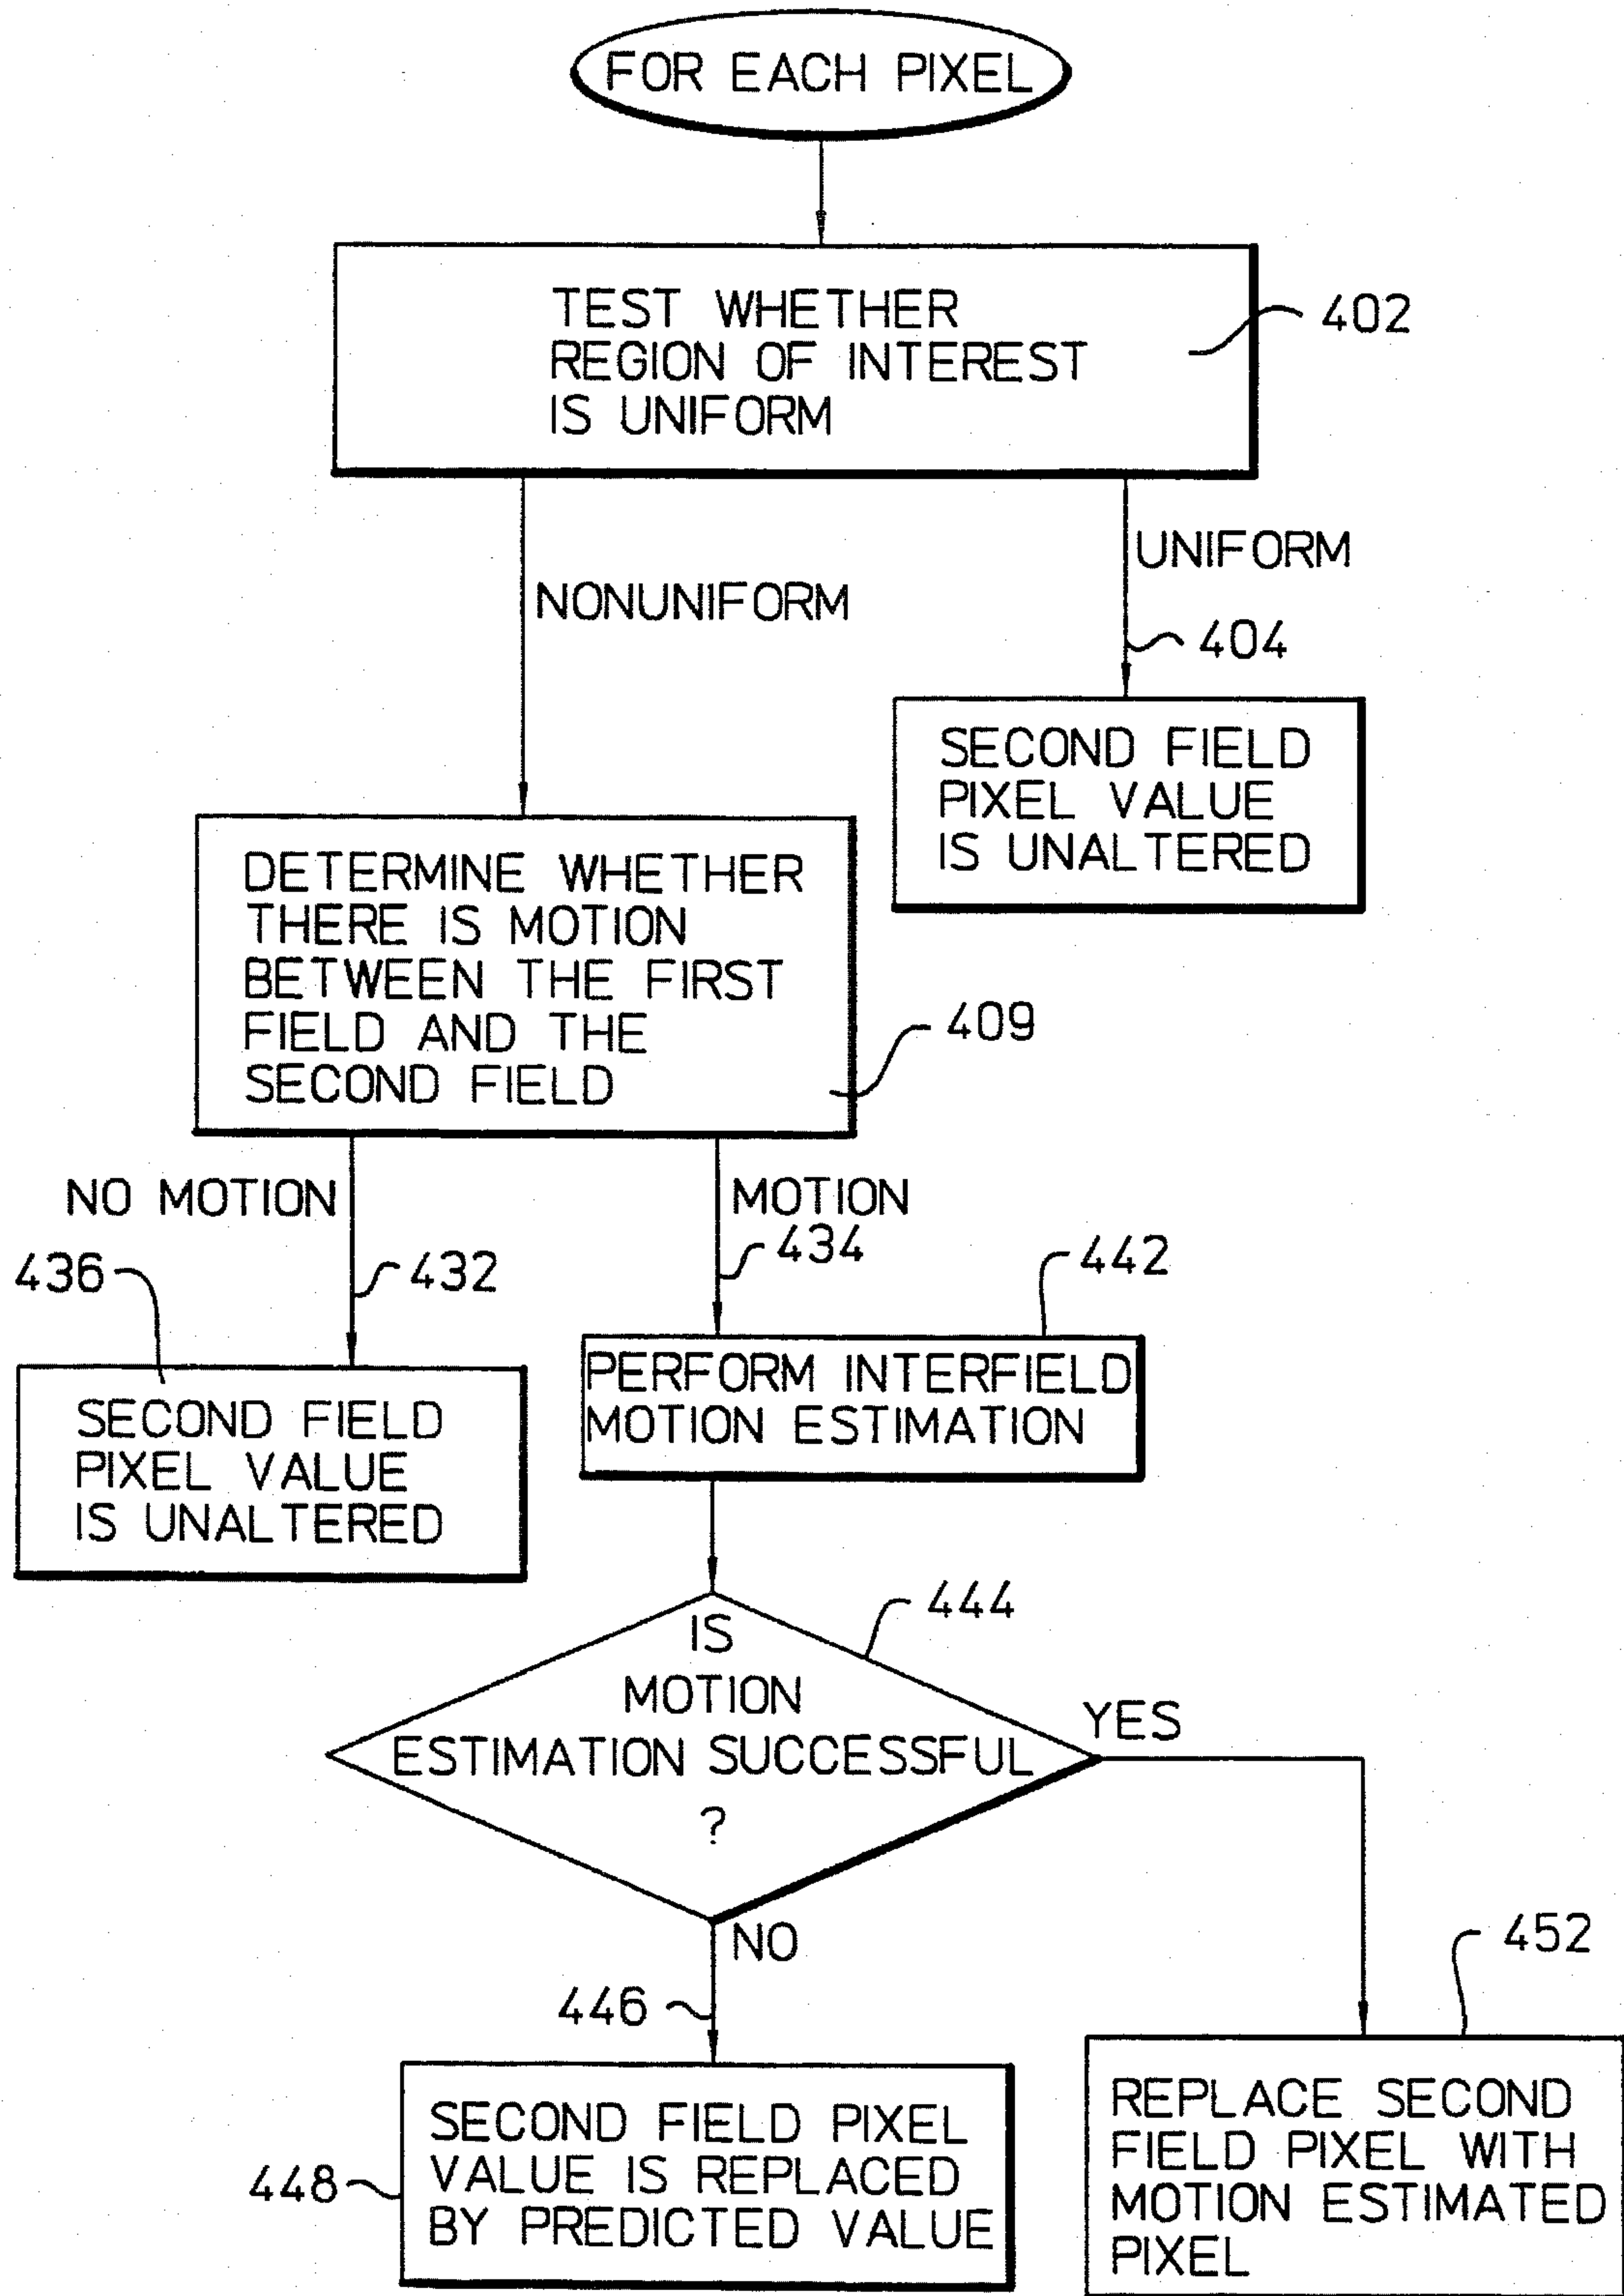 FOR EACH PIXEL
TEST WHETHER
REGION OF INTEREST
IS UNIFORM
402
NONUNIFORM
UNIFORM
404
SECOND FIELD
PIXEL VALUE
IS UNALTERED
DETERMINE WHETHER
THERE IS MOTION
BETWEEN THE FIRST
FIELD AND THE
SECOND FIELD
409
NO MOTION
432
MOTION
434
436
SECOND FIELD
PIXEL VALUE
IS UNALTERED
442
PERFORM INTERFIELD
MOTION ESTIMATION
444
IS
MOTION
ESTIMATION SUCCESSFUL
?
YES
NO
446
448
SECOND FIELD PIXEL
VALUE IS REPLACED
BY PREDICTED VALUE
452
REPLACE SECOND
FIELD PIXEL WITH
MOTION ESTIMATED
PIXEL